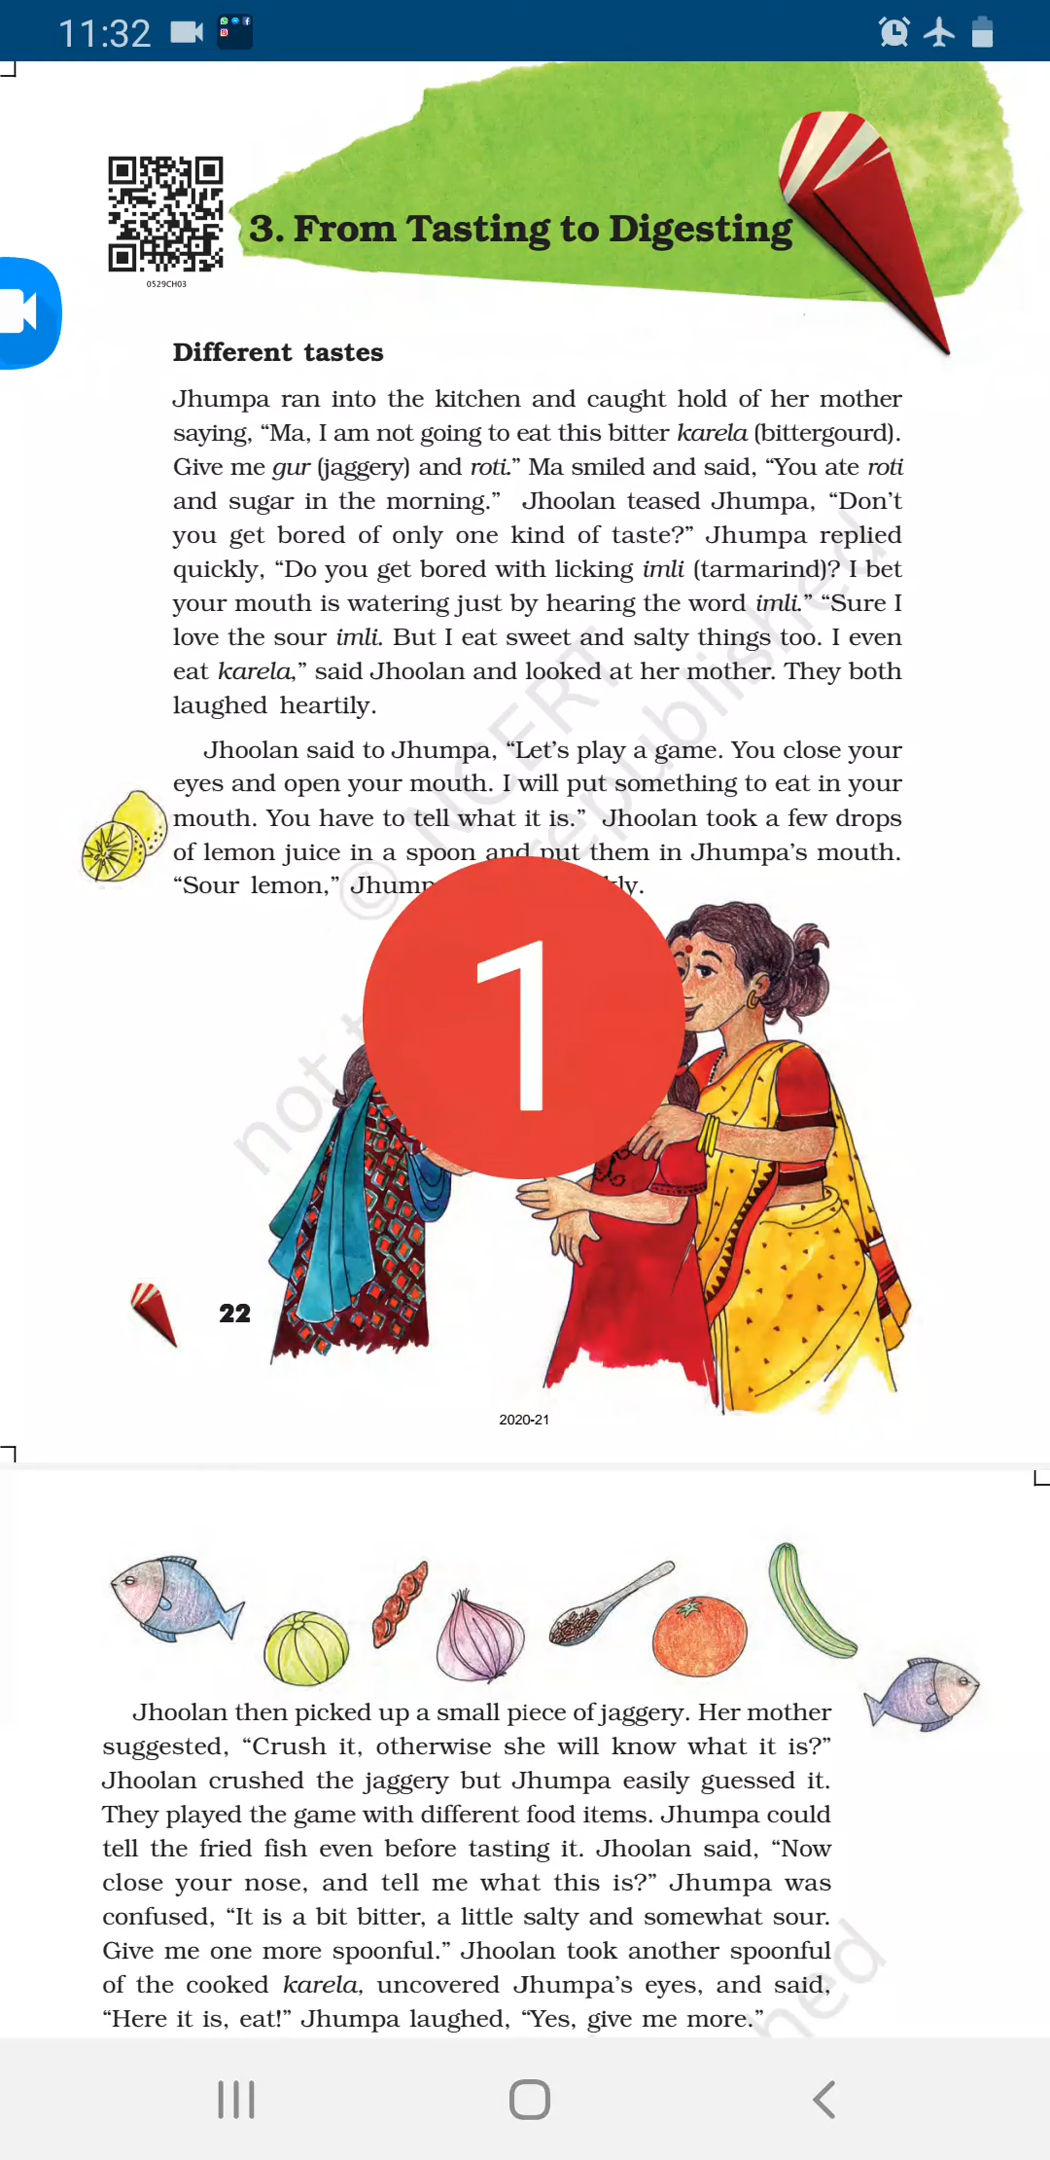 11:32
3. From Tasting to Digesting
0529CH03
Different tastes
Jhumpa ran into the kitchen and caught hold of her mother
saying, “Ma, I am not going to eat this bitter karela (bittergourd).
Give me gur (jaggery) and roti.” Ma smiled and said, “You ate roti
and sugar in the morning.” Jhoolan teased Jhumpa, “Don’t
you get bored of only one kind of taste?” Jhumpa replied
quickly, “Do you get bored with licking imli (tarmarind)? I bet
your mouth is watering just by hearing the word imli.” “Sure I
love the sour imli. But I eat sweet and salty things too. I even
eat karela,” said Jhoolan and looked at her mother. They both
laughed heartily.
Jhoolan said to Jhumpa, “Let’s play a game. You close your
eyes and open your mouth. I will put something to eat in your
mouth. You have to tell what it is.” Jhoolan took a few drops
of lemon juice in a spoon and put them in Jhumpa’s mouth.
“Sour lemon,”
© NCERT
not republished
1
22
2020-21
Jhoolan then picked up a small piece of jaggery. Her mother
suggested, “Crush it, otherwise she will know what it is?”
Jhoolan crushed the jaggery but Jhumpa easily guessed it.
They played the game with different food items. Jhumpa could
tell the fried fish even before tasting it. Jhoolan said, “Now
close your nose, and tell me what this is?” Jhumpa was
confused, “It is a bit bitter, a little salty and somewhat sour.
Give me one more spoonful.” Jhoolan took another spoonful
of the cooked karela, uncovered Jhumpa’s eyes, and said,
“Here it is, eat!” Jhumpa laughed, “Yes, give me more.”